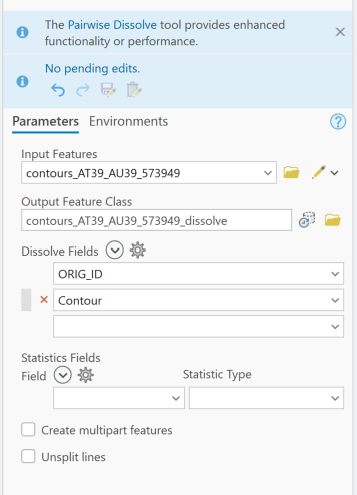 The Pairwise Dissolve tool provides enhanced
functionality or performance.
No pending edits.
Parameters Environments
Input Features
contours_AT39_AU39_573949
Output Feature Class
contours_AT39_AU39_573949_dissolve
Dissolve Fields
ORIG_ID
Contour
Statistics Fields
Field Statistic Type
Create multipart features
Unsplit lines